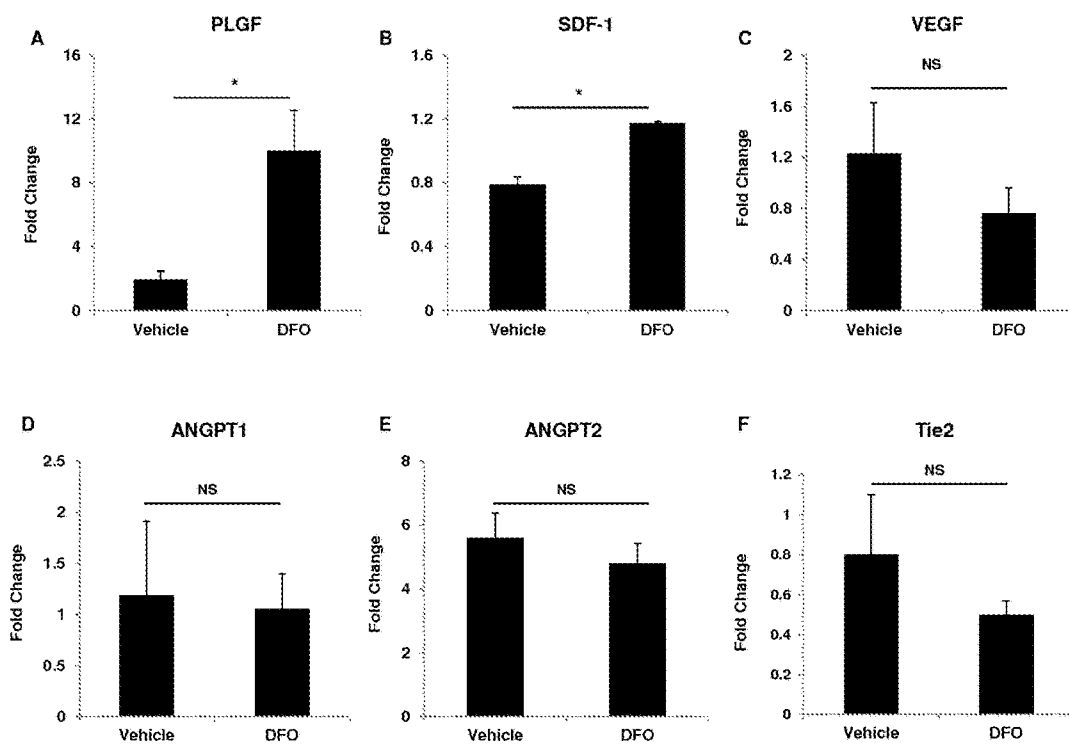 A
PLGF
16
12
8
4
0
Fold Change
*
Vehicle
DFO
B
SDF-1
1.6
1.2
0.8
0.4
0
Fold Change
*
Vehicle
DFO
C
VEGF
2
1.6
1.2
0.8
0.4
0
Fold Change
NS
Vehicle
DFO
D
ANGPT1
2.5
2
1.5
1
0.5
0
Fold Change
NS
Vehicle
DFO
E
ANGPT2
8
6
4
2
0
Fold Change
NS
Vehicle
DFO
F
Tie2
1.2
1
0.8
0.6
0.4
0.2
0
Fold Change
NS
Vehicle
DFO